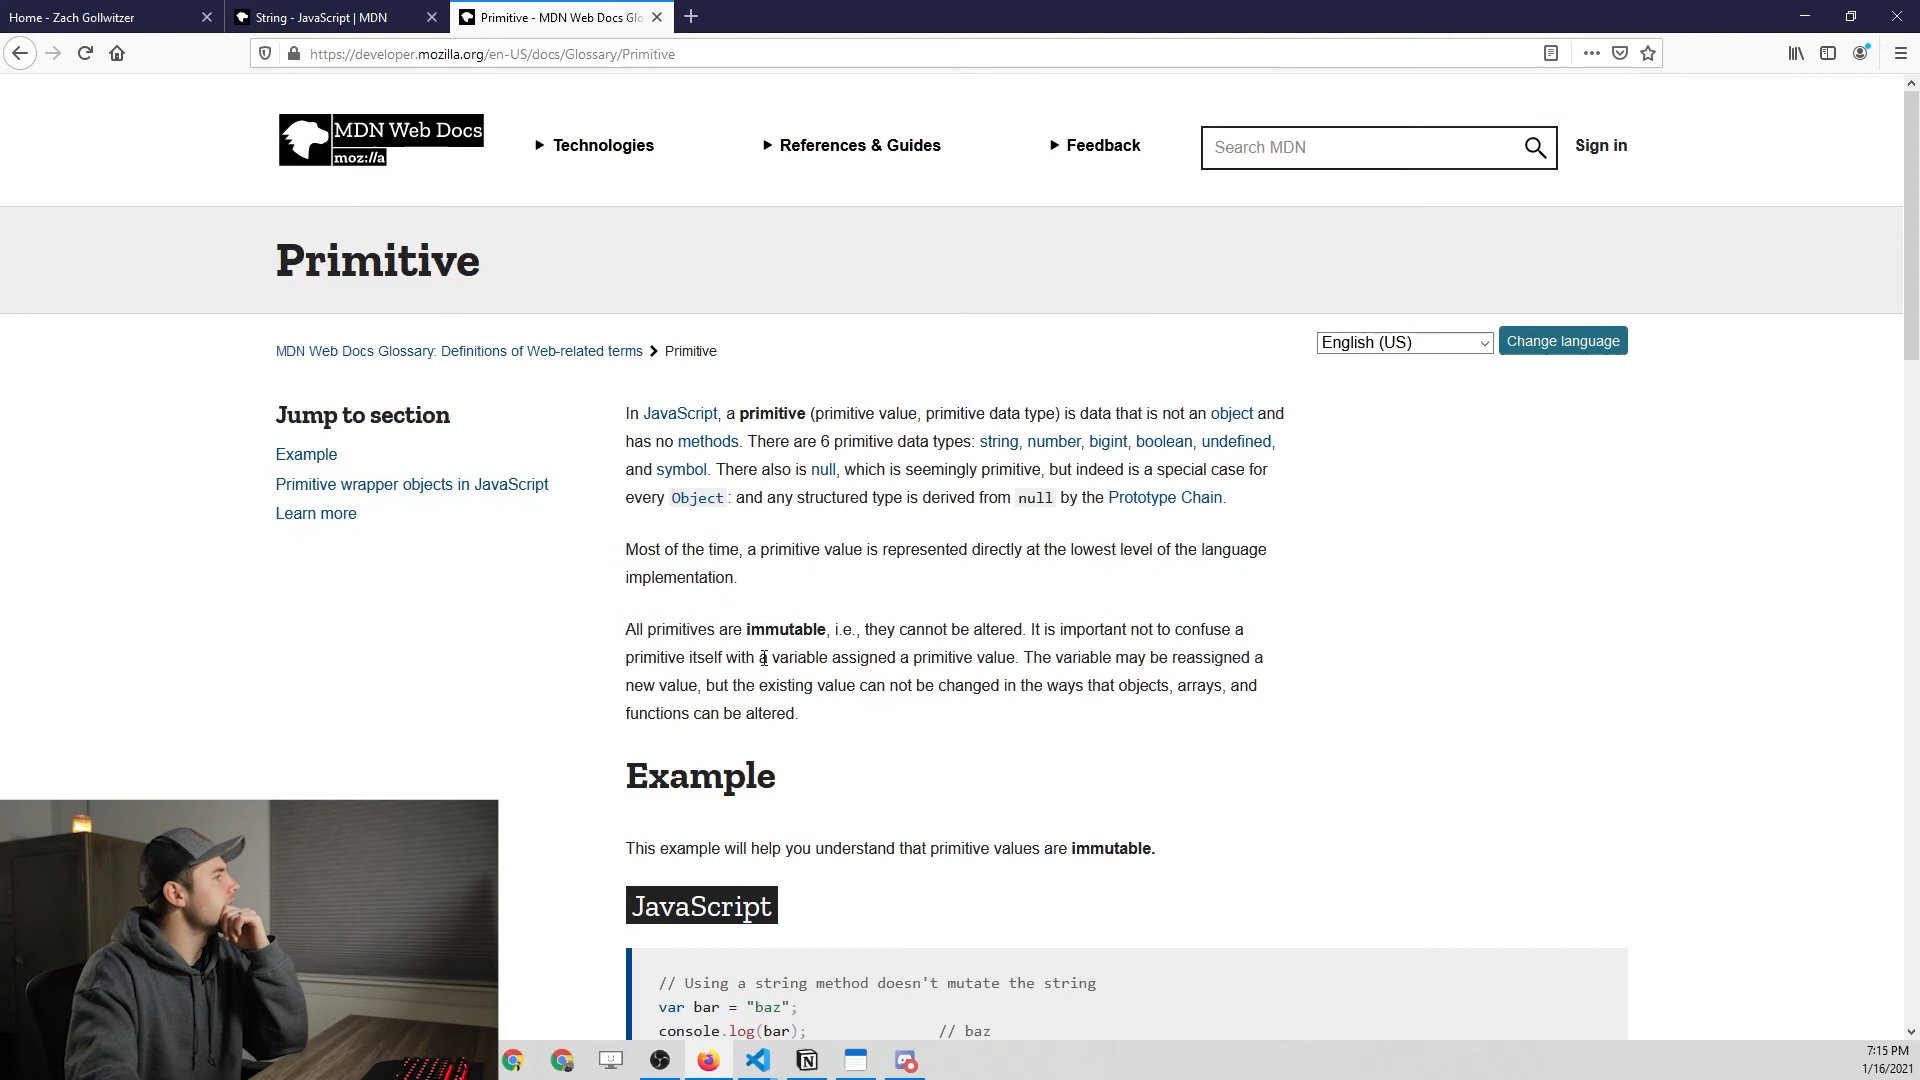 Home - Zach Gollwitzer
String - JavaScript | MDN
Primitive - MDN Web Docs Glo
https://developer.mozilla.org/en-US/docs/Glossary/Primitive
MDN Web Docs
moz://a
Technologies
References & Guides
Feedback
Search MDN
Sign in
Primitive
MDN Web Docs Glossary: Definitions of Web-related terms
Primitive
English (US)
Change language
Jump to section
Example
Primitive wrapper objects in JavaScript
Learn more
In JavaScript, a primitive (primitive value, primitive data type) is data that is not an object and
has no methods. There are 6 primitive data types: string, number, bigint, boolean, undefined,
and symbol. There also is null, which is seemingly primitive, but indeed is a special case for
every Object: and any structured type is derived from null by the Prototype Chain.
Most of the time, a primitive value is represented directly at the lowest level of the language
implementation.
All primitives are immutable, i.e., they cannot be altered. It is important not to confuse a
primitive itself with a variable assigned a primitive value. The variable may be reassigned a
new value, but the existing value can not be changed in the ways that objects, arrays, and
functions can be altered.
Example
This example will help you understand that primitive values are immutable.
JavaScript
// Using a string method doesn't mutate the string
var bar = "baz";
console.log(bar);               // baz
7:15 PM
1/16/2021